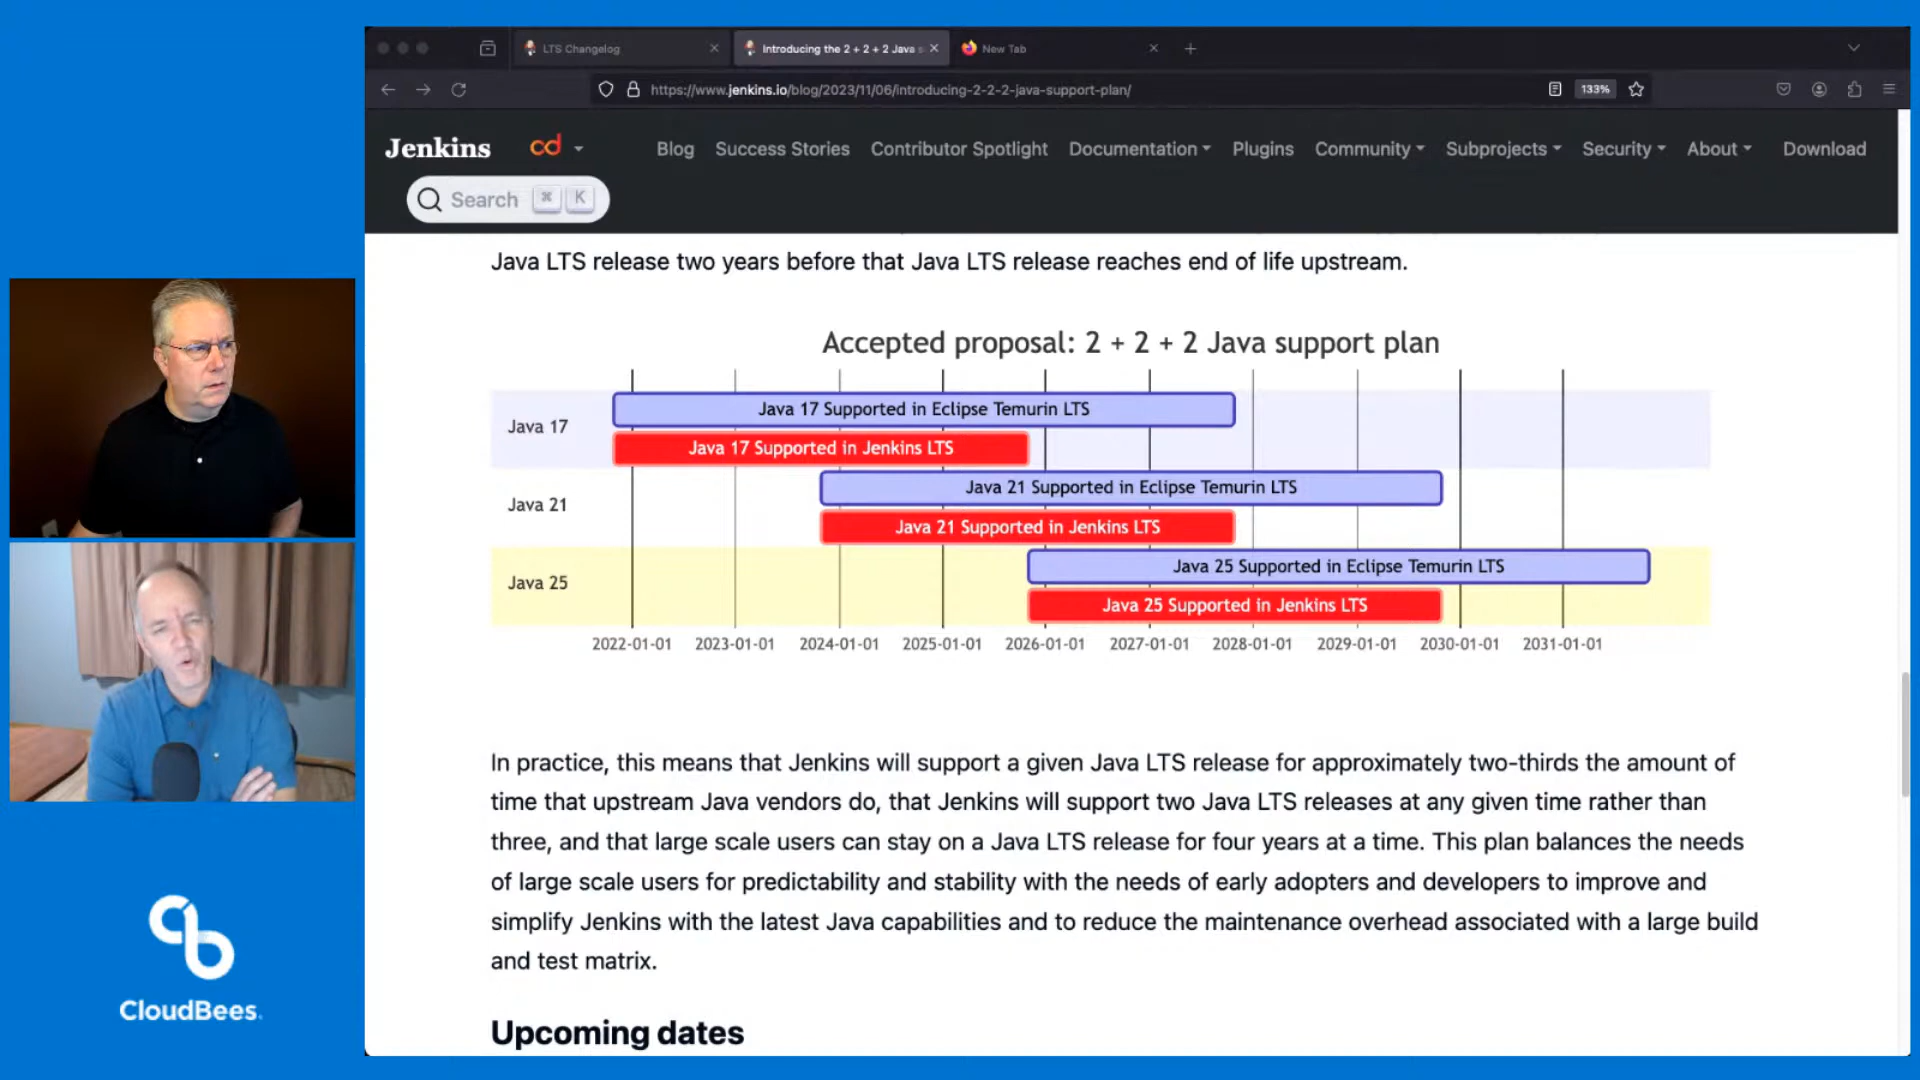 LTS Changelog
Introducing the 2 + 2 + 2 Java s
New Tab
https://www.jenkins.io/blog/2023/11/06/introducing-2-2-2-java-support-plan/
133%
Jenkins
cd
Blog
Success Stories
Contributor Spotlight
Documentation
Plugins
Community
Subprojects
Security
About
Download
Search ⌘ K
Java LTS release two years before that Java LTS release reaches end of life upstream.
Accepted proposal: 2 + 2 + 2 Java support plan
Java 17
Java 17 Supported in Eclipse Temurin LTS
Java 17 Supported in Jenkins LTS
Java 21
Java 21 Supported in Eclipse Temurin LTS
Java 21 Supported in Jenkins LTS
Java 25
Java 25 Supported in Eclipse Temurin LTS
Java 25 Supported in Jenkins LTS
2022-01-01 2023-01-01 2024-01-01 2025-01-01 2026-01-01 2027-01-01 2028-01-01 2029-01-01 2030-01-01 2031-01-01
In practice, this means that Jenkins will support a given Java LTS release for approximately two-thirds the amount of
time that upstream Java vendors do, that Jenkins will support two Java LTS releases at any given time rather than
three, and that large scale users can stay on a Java LTS release for four years at a time. This plan balances the needs
of large scale users for predictability and stability with the needs of early adopters and developers to improve and
simplify Jenkins with the latest Java capabilities and to reduce the maintenance overhead associated with a large build
and test matrix.
Upcoming dates
CloudBees.